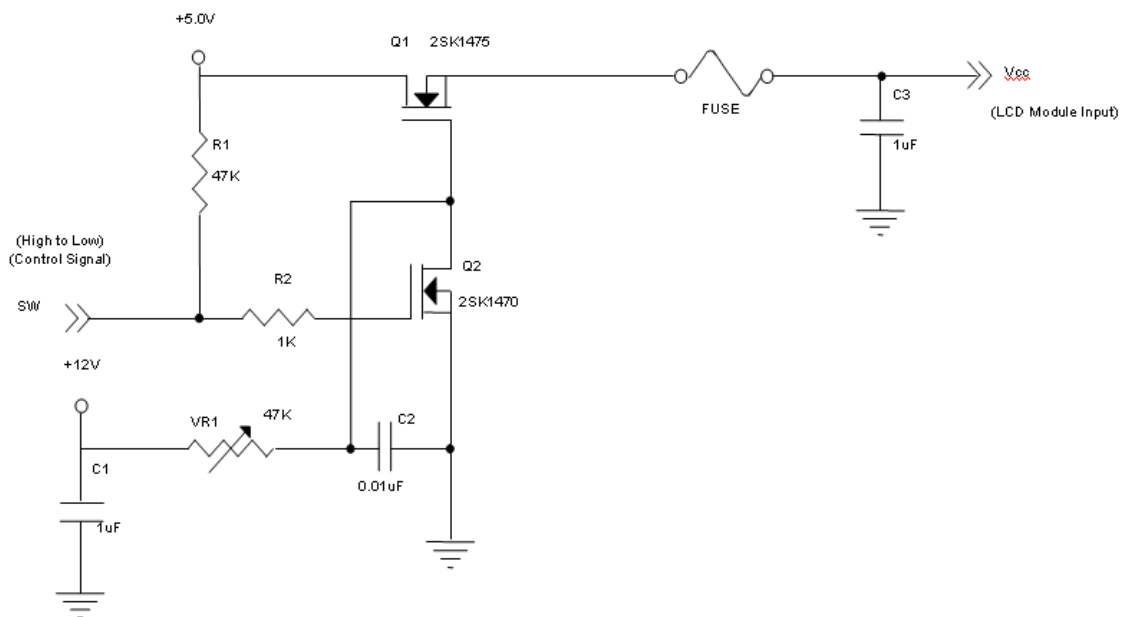 +5.0V
Q1 2SK1475
Vcc
FUSE
C3
(LCD Module Input)
1uF
R1
47K
(High to Low)
(Control Signal)
SW
R2
1K
Q2
2SK1470
+12V
VR1
47K
C2
0.01uF
C1
1uF